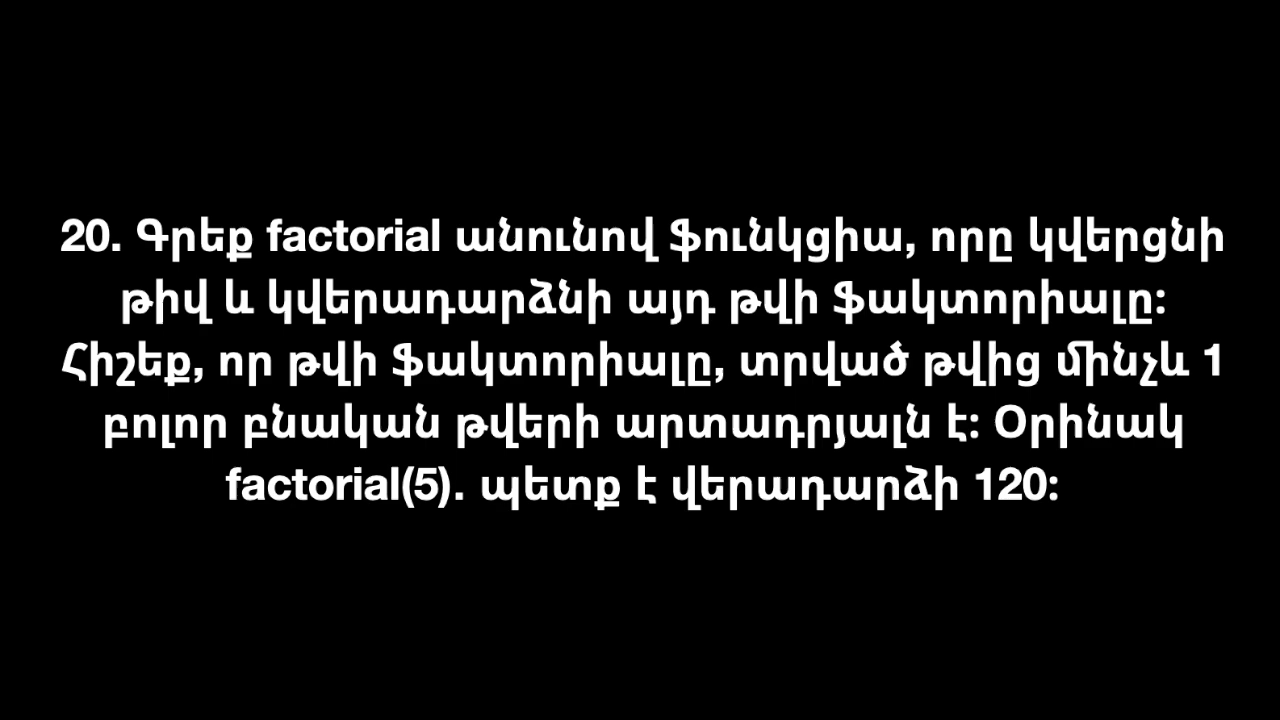 20. Գրեք factorial անունով ֆունկցիա, որը կվերցնի
թիվ և կվերադարձնի այդ թվի ֆակտորիալը:
Հիշեք, որ թվի ֆակտորիալը, տրված թվից մինչև 1
բոլոր բնական թվերի արտադրյալն է: Օրինակ
factorial(5). պետք է վերադարձի 120: